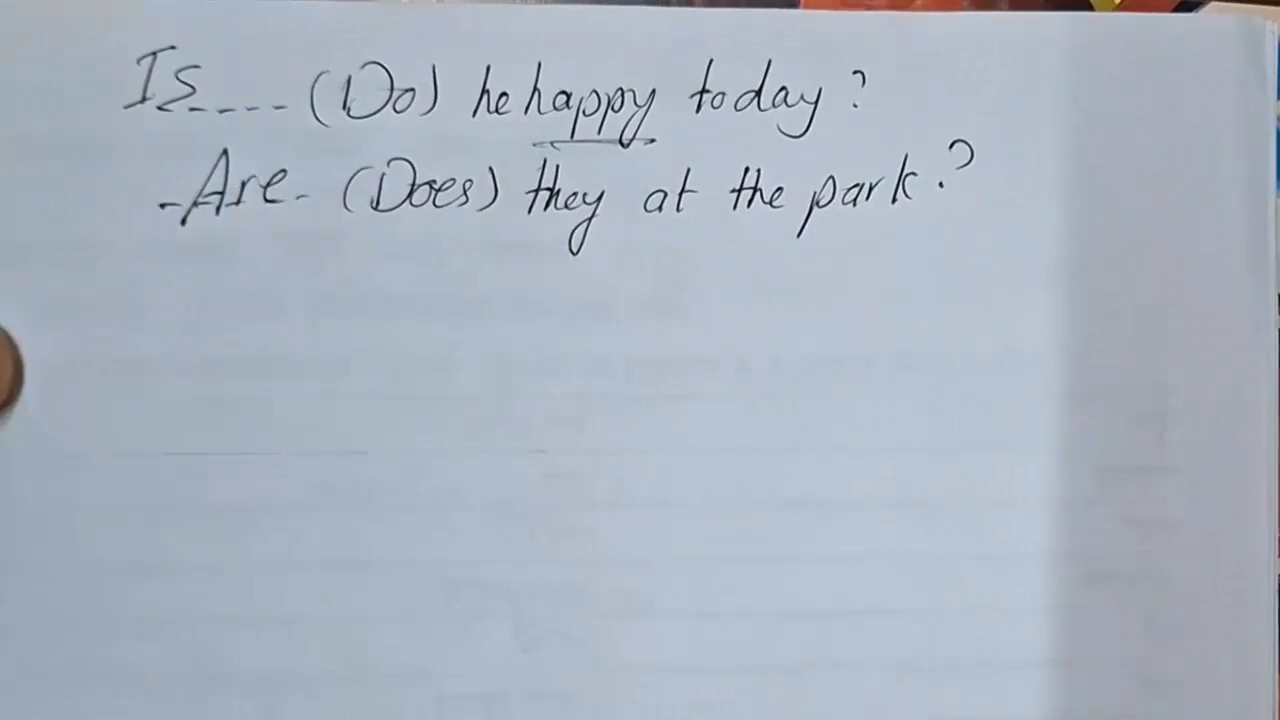 Is.... (Do) he happy today?
-Are- (Does) they at the park.?